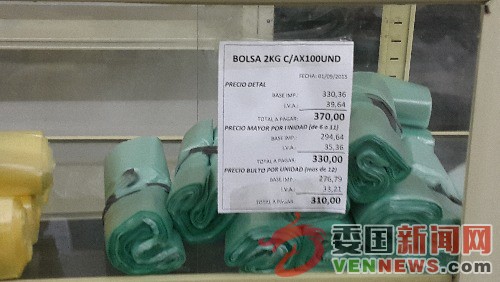 BOLSA 2KG C/AX100UND
FECHA: 01/09/2015
PRECIO DETAL
BASE IMP.: 330,36
I.V.A.: 39,64
TOTAL A PAGAR: 370,00
PRECIO MAYOR POR UNIDAD (de 6 a 11)
BASE IMP.: 294,64
I.V.A.: 35,36
TOTAL A PAGAR: 330,00
PRECIO BULTO POR UNIDAD (mas de 12)
BASE IMP.: 276,79
I.V.A.: 33,21
TOTAL A PAGAR: 310,00
委国新闻网
VENNEWS.COM